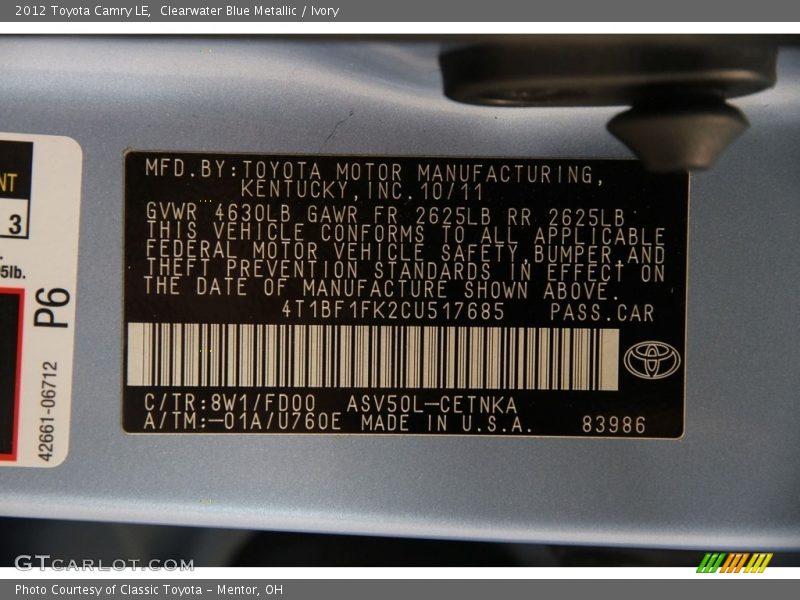 2012 Toyota Camry LE,  Clearwater Blue Metallic / Ivory
NT
3
5lb.
P6
42661-06712
MFD.BY:TOYOTA MOTOR MANUFACTURING,
KENTUCKY,INC.10/11
GVWR 4630LB GAWR FR 2625LB RR 2625LB
THIS VEHICLE CONFORMS TO ALL APPLICABLE
FEDERAL MOTOR VEHICLE SAFETY,BUMPER,AND
THEFT PREVENTION STANDARDS IN EFFECT ON
THE DATE OF MANUFACTURE SHOWN ABOVE.
4T1BF1FK2CU517685 PASS.CAR
C/TR:8W1/FD00 ASV50L-CETNKA
A/TM:-01A/U760E MADE IN U.S.A. 83986
GTCARLOT.COM
Photo Courtesy of Classic Toyota - Mentor, OH